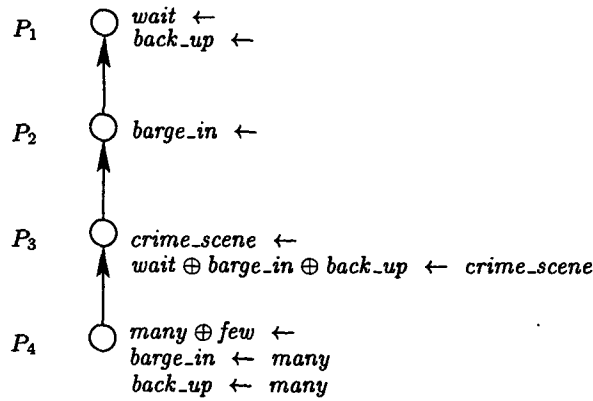 P₁ wait ←
back_up ←
P₂ barge_in ←
P₃ crime_scene ←
wait ⊕ barge_in ⊕ back_up ← crime_scene
P₄ many ⊕ few ←
barge_in ← many
back_up ← many